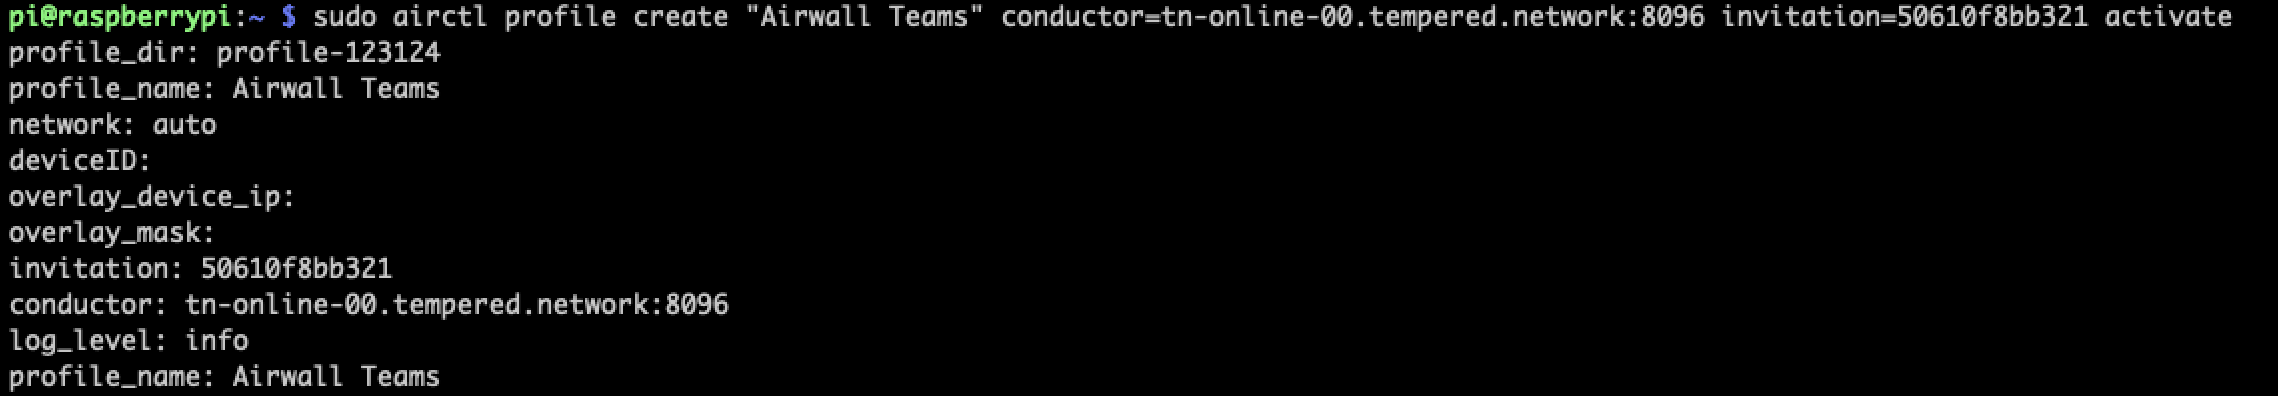 pi@raspberrypi:~ $ sudo airctl profile create "Airwall Teams" conductor=tn-online-00.tempered.network:8096 invitation=50610f8bb321 activate
profile_dir: profile-123124
profile_name: Airwall Teams
network: auto
deviceID:
overlay_device_ip:
overlay_mask:
invitation: 50610f8bb321
conductor: tn-online-00.tempered.network:8096
log_level: info
profile_name: Airwall Teams